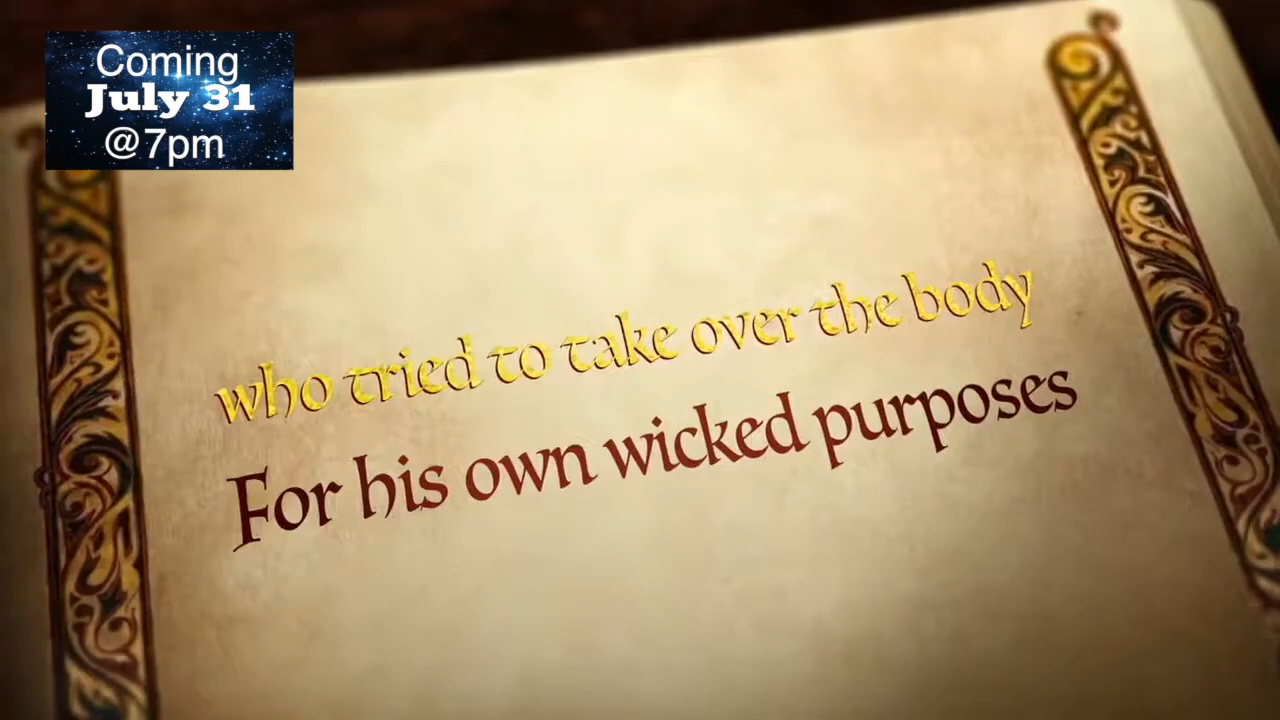 Coming
July 31
@7pm
who tried to take over the body
For his own wicked purposes